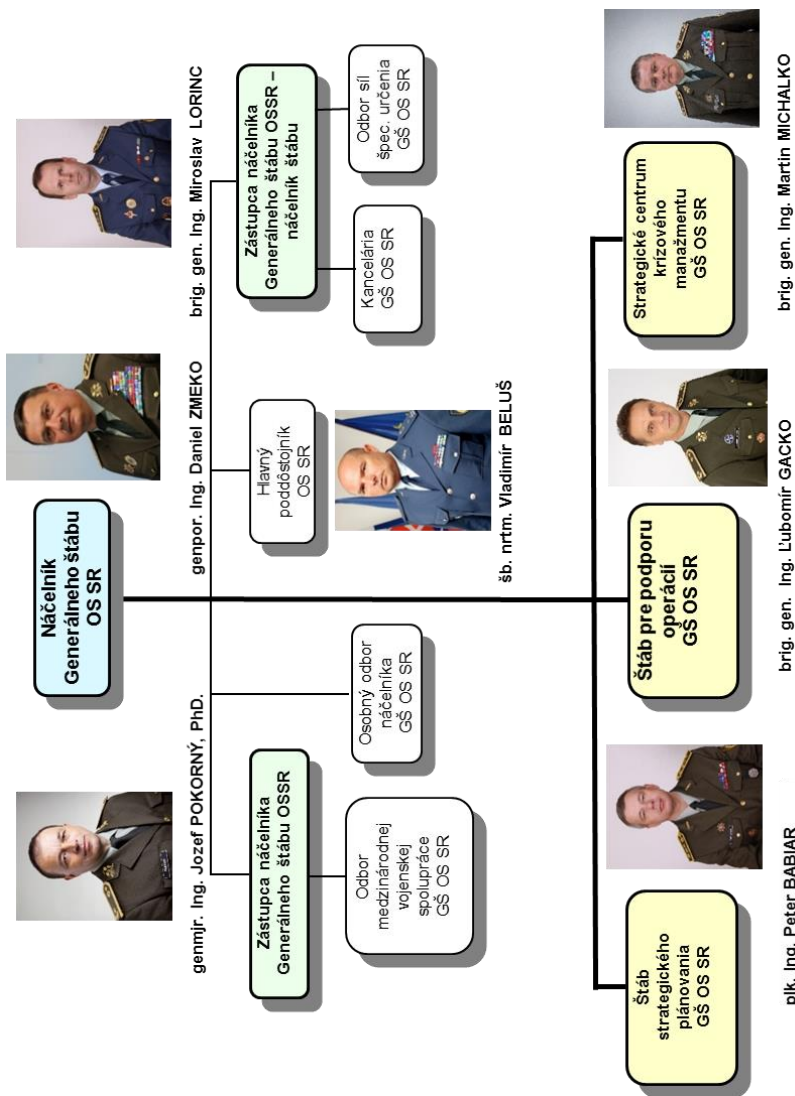 Náčelník
Generálneho štábu
OS SR
genmjr. Ing. Jozef POKORNÝ, PhD.
genpor. Ing. Daniel ZMEKO
brig. gen. Ing. Miroslav LORINC
Zástupca náčelníka
Generálneho štábu OSSR
Osobný odbor
náčelníka
GŠ OS SR
Hlavný
poddôstojník
OS SR
Zástupca náčelníka
Generálneho štábu OSSR –
náčelník štábu
Odbor
medzinárodnej
vojenskej
spolupráce
GŠ OS SR
Kancelária
GŠ OS SR
Odbor síl
špec. určenia
GŠ OS SR
šb. nrtm. Vladimír BELUŠ
Štáb
strategického
plánovania
GŠ OS SR
Štáb pre podporu
operácií
GŠ OS SR
Strategické centrum
krízového
manažmentu
GŠ OS SR
plk. Ing. Peter BABIAR
brig. gen. Ing. Ľubomír GACKO
brig. gen. Ing. Martin MICHALKO